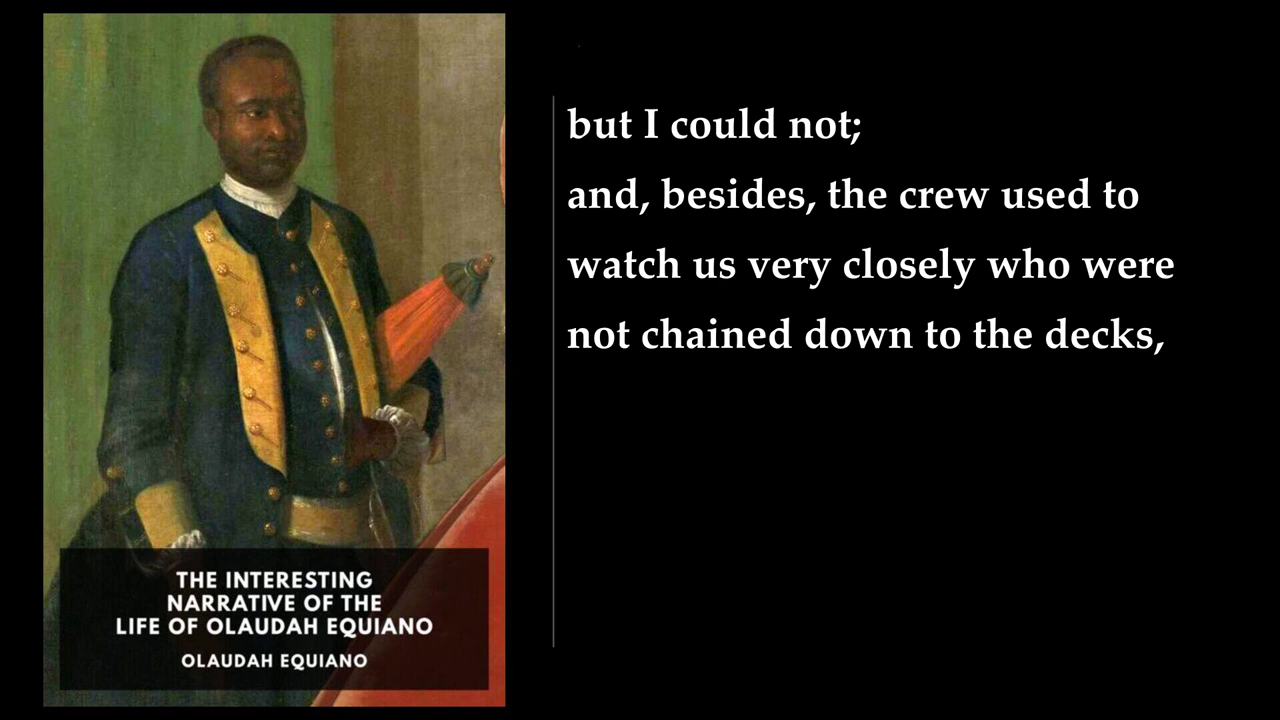 but I could not;
and, besides, the crew used to
watch us very closely who were
not chained down to the decks,
THE INTERESTING
NARRATIVE OF THE
LIFE OF OLAUDAH EQUIANO
OLAUDAH EQUIANO